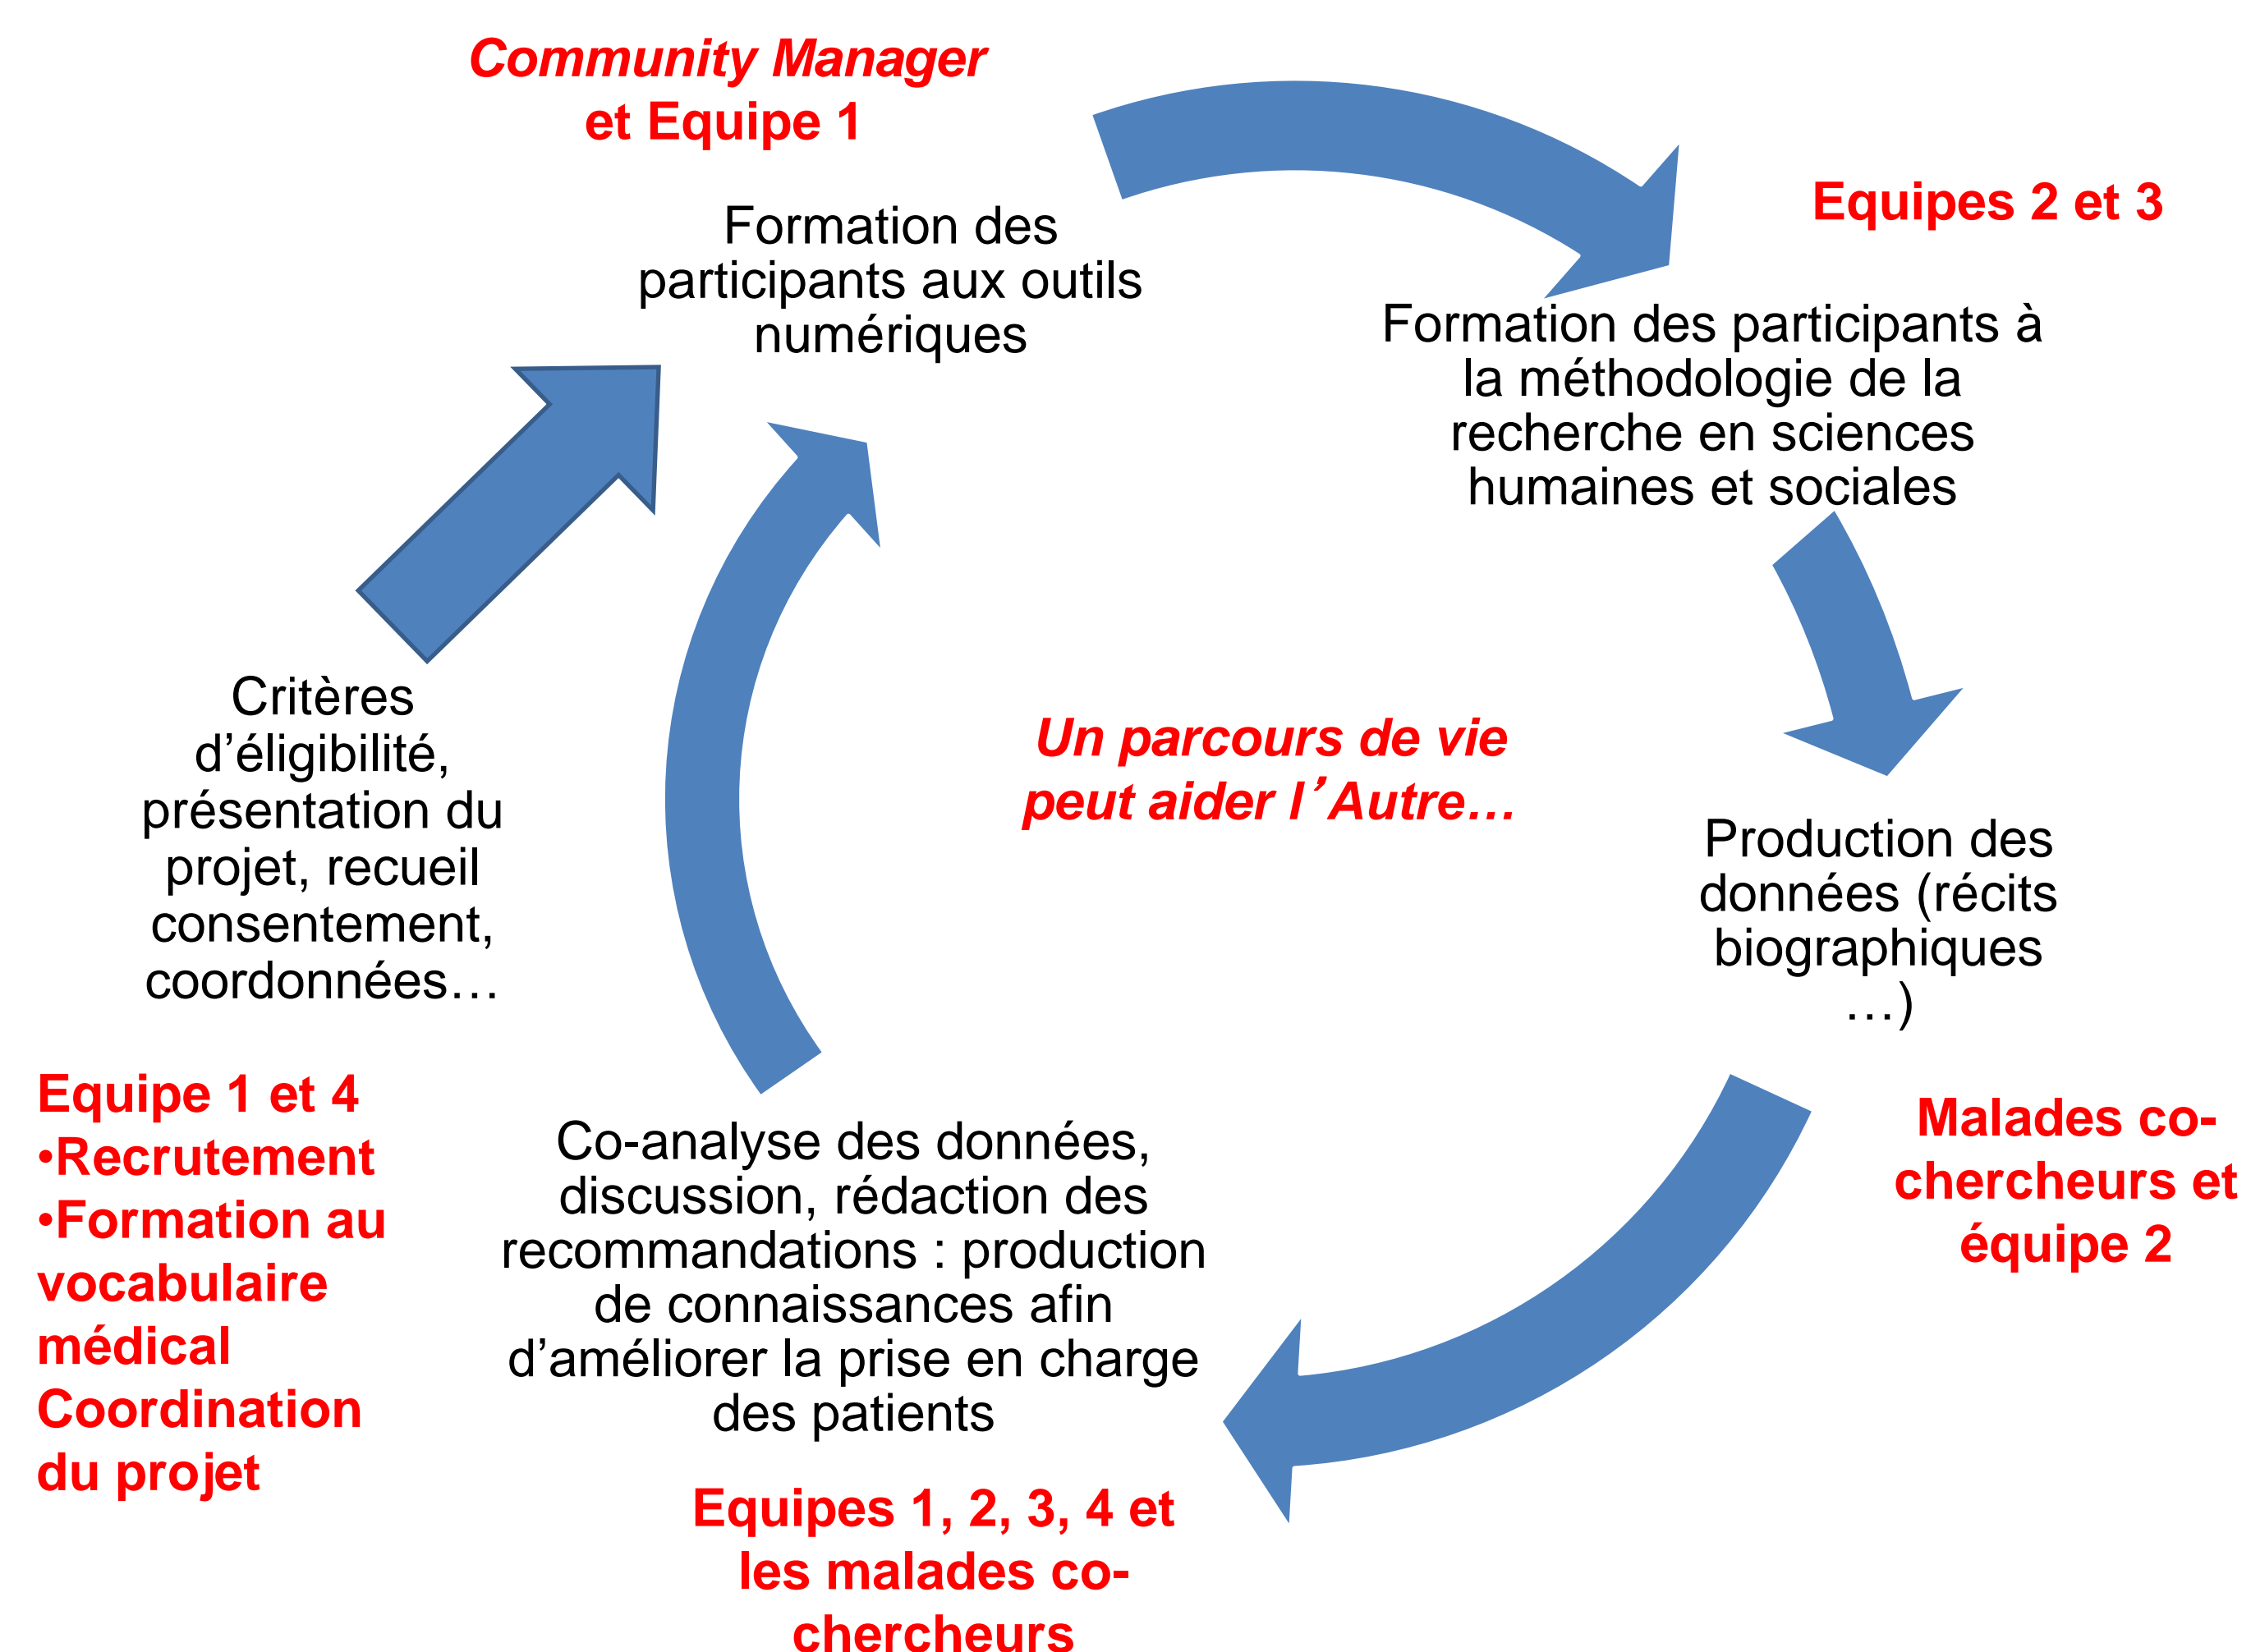 Community Manager
et Equipe 1
Formation des
participants aux outils
numériques
Equipes 2 et 3
Formation des participants à
la méthodologie de la
recherche en sciences
humaines et sociales
Un parcours de vie
peut aider l’Autre…
Production des
données (récits
biographiques
…)
Malades co-
chercheurs et
équipe 2
Co-analyse des données,
discussion, rédaction des
recommandations : production
de connaissances afin
d’améliorer la prise en charge
des patients
Equipes 1, 2, 3, 4 et
les malades co-
chercheurs
Critères
d’éligibilité,
présentation du
projet, recueil
consentement,
coordonnées…
Equipe 1 et 4
•Recrutement
•Formation au
vocabulaire
médical
Coordination
du projet